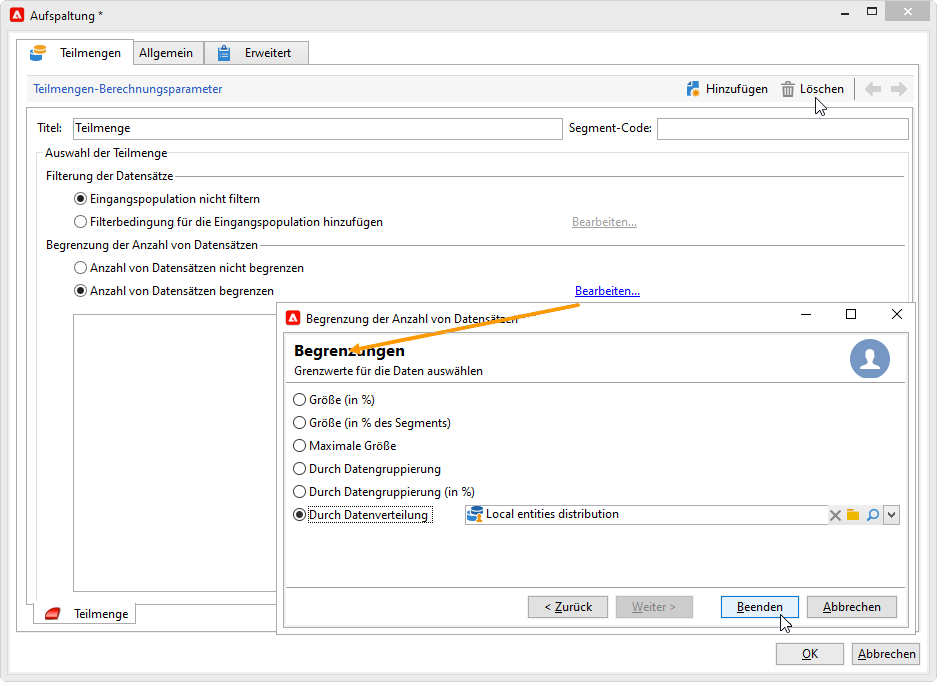 Aufspaltung *
Teilmengen Allgemein Erweitert
Teilmengen-Berechnungsparameter Hinzufügen Löschen
Titel: Teilmenge Segment-Code:
Auswahl der Teilmenge
Filterung der Datensätze
Eingangspopulation nicht filtern
Filterbedingung für die Eingangspopulation hinzufügen Bearbeiten...
Begrenzung der Anzahl von Datensätzen
Anzahl von Datensätzen nicht begrenzen
Anzahl von Datensätzen begrenzen Bearbeiten...
Begrenzung der Anzahl von Datensätzen
Begrenzungen
Grenzwerte für die Daten auswählen
Größe (in %)
Größe (in % des Segments)
Maximale Größe
Durch Datengruppierung
Durch Datengruppierung (in %)
Durch Datenverteilung Local entities distribution
< Zurück Weiter > Beenden Abbrechen
Teilmenge
OK Abbrechen